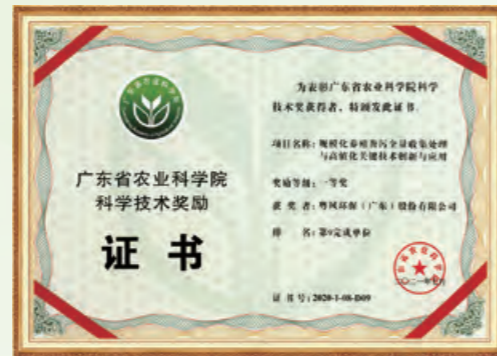 广东省农业科学院
科学技术奖励
证书
为表彰广东省农业科学院科学
技术奖获得者，特颁发此证书。
项目名称：规模化养殖粪污全量收集处理
与高值化关键技术创新与应用
奖励等级：一等奖
获 奖 者：粤风环保（广东）股份有限公司
排 名：第9完成单位
证 书 号：2020-1-08-D09